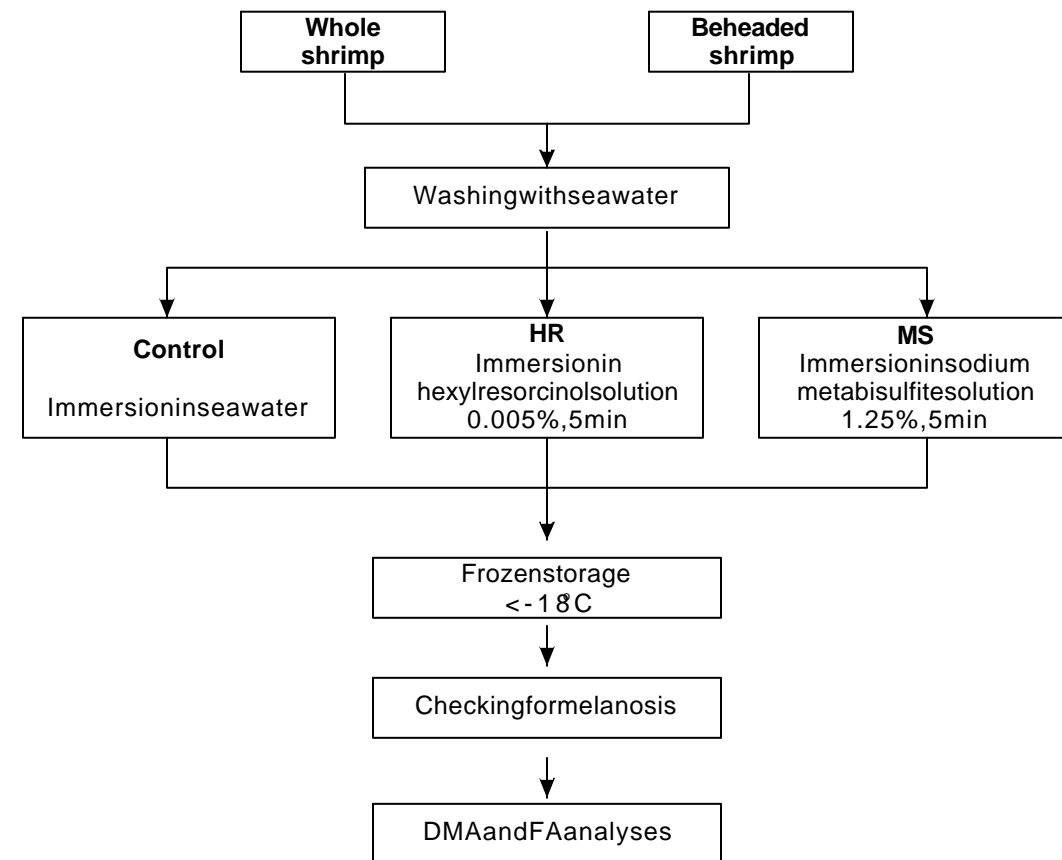 Whole
shrimp
Beheaded
shrimp
Washingwithseawater
Control
Immersioninseawater
HR
Immersionin
hexylresorcinolsolution
0.005%,5min
MS
Immersioninsodium
metabisulfitesolution
1.25%,5min
Frozenstorage
<-18°C
Checkingformelanosis
DMAandFAanalyses